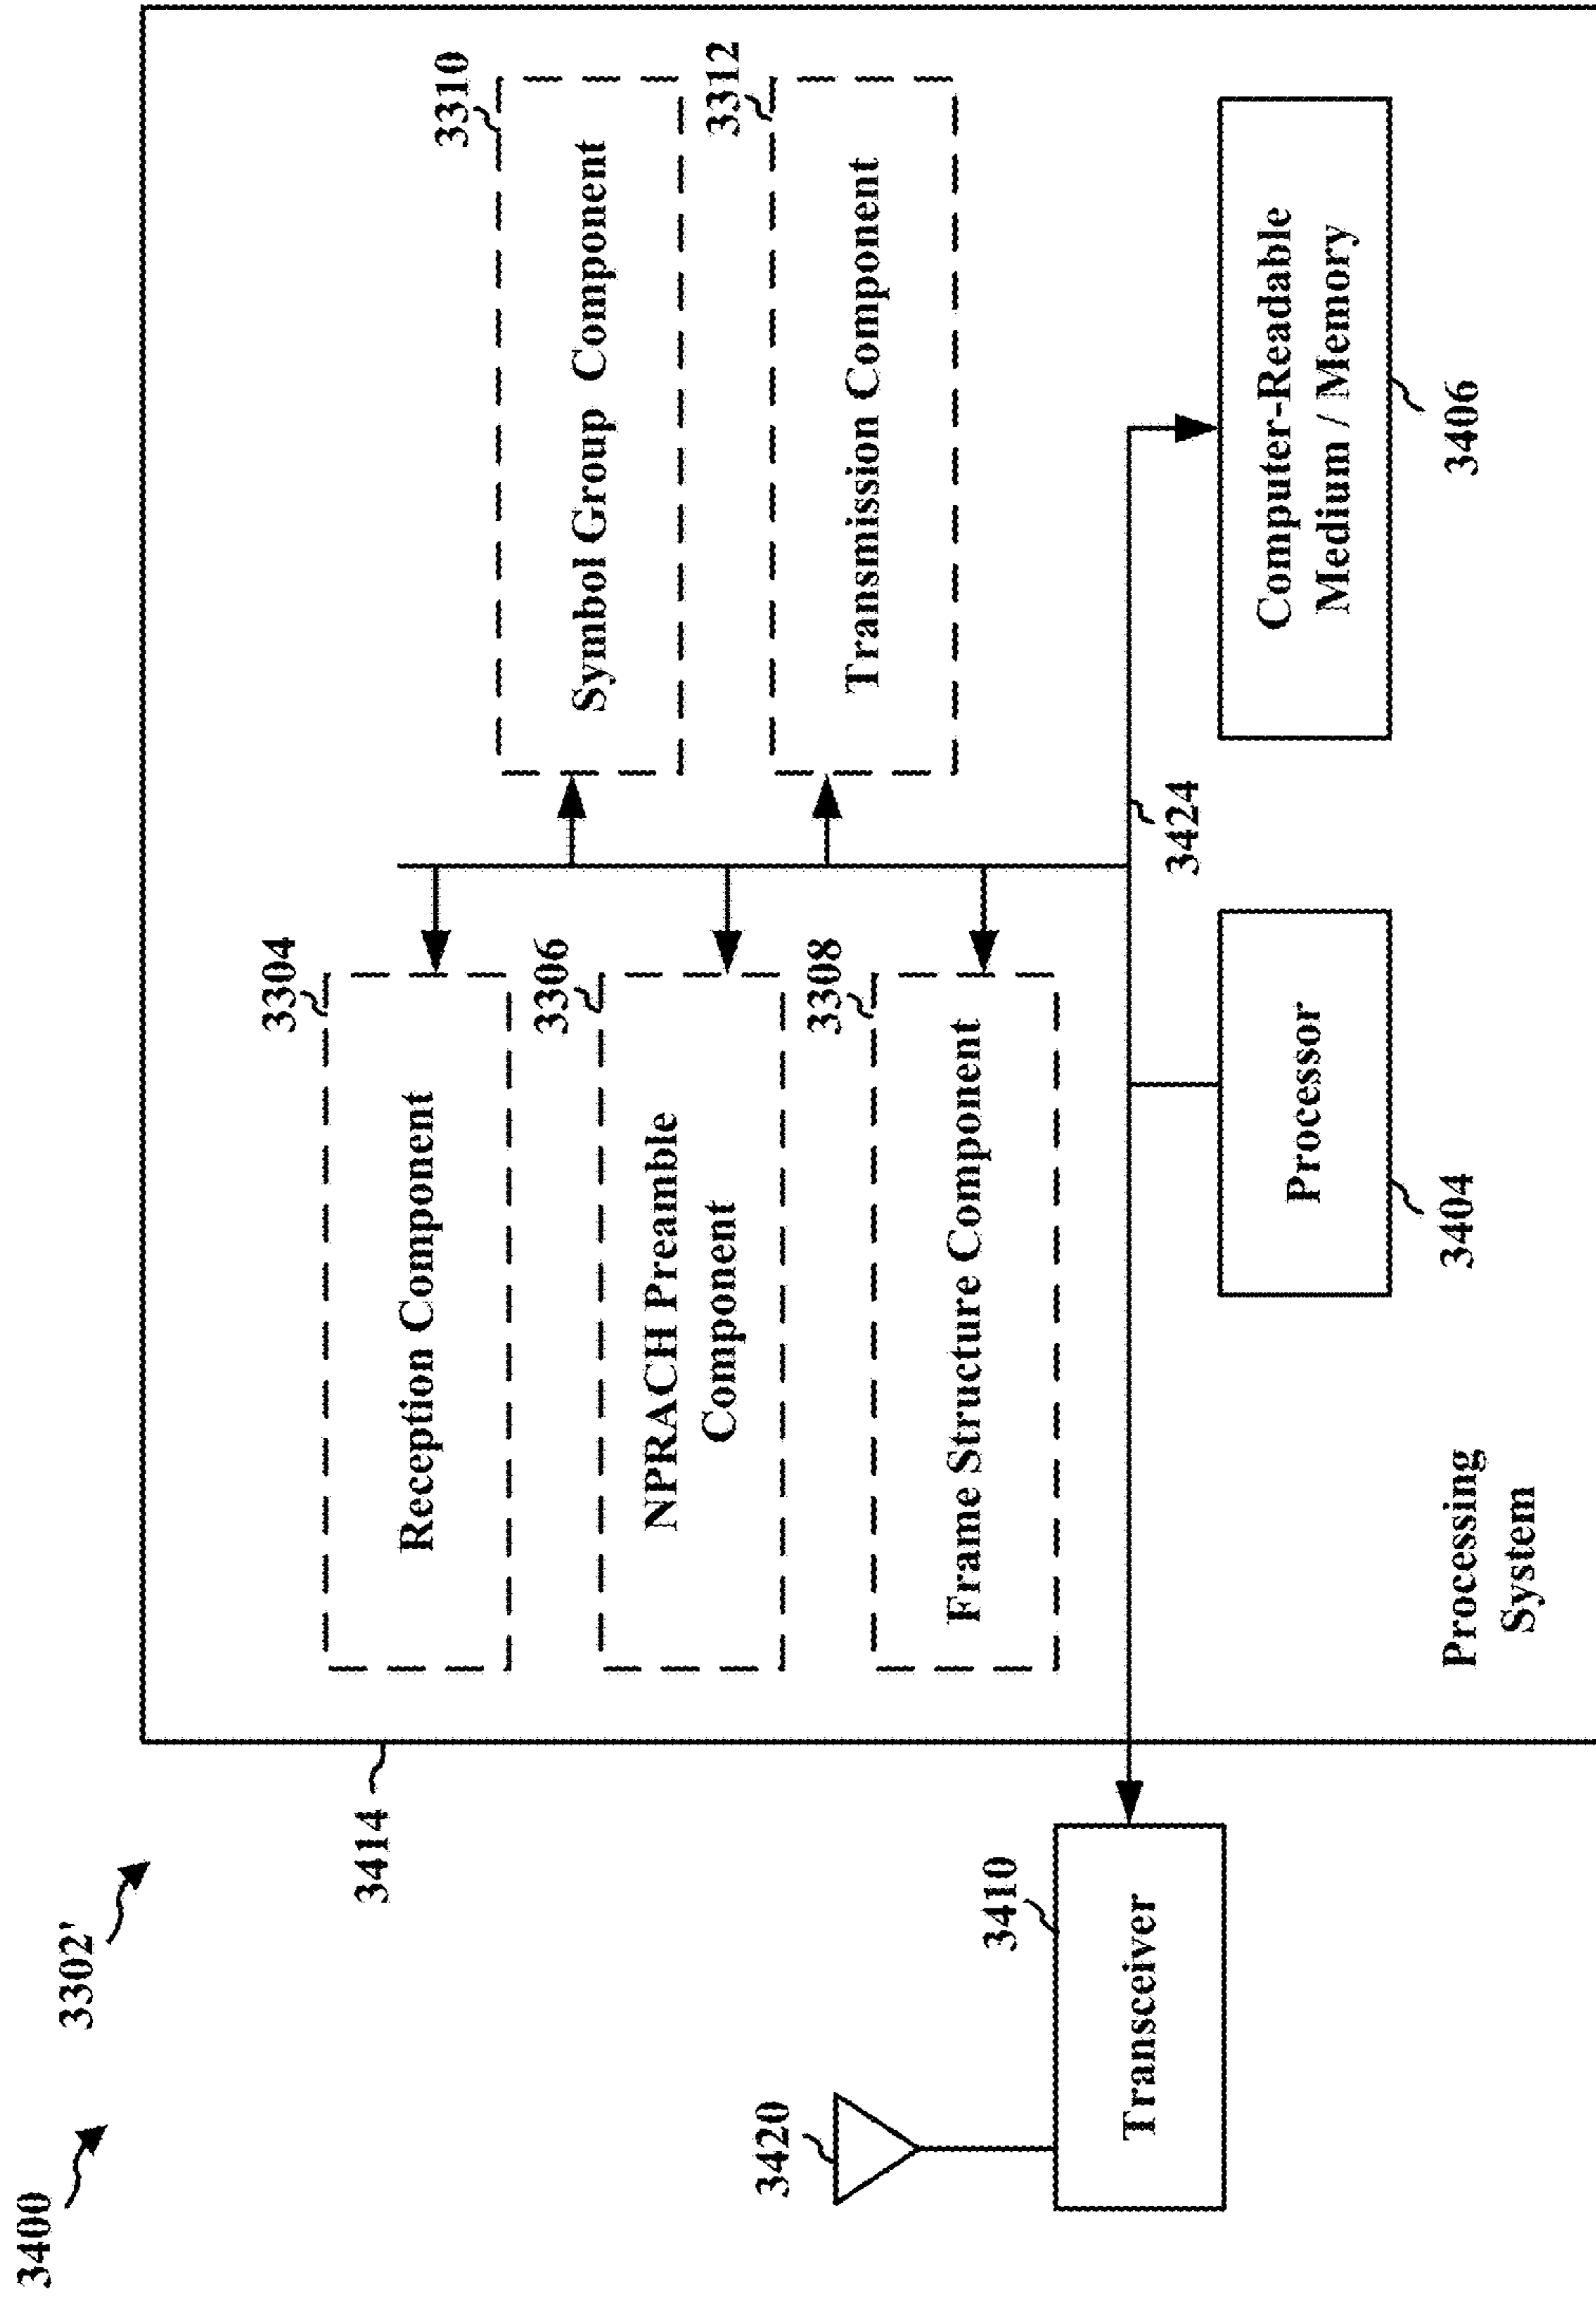 3400
3302'
3414
3304
Reception Component
3306
NPRACH Preamble
Component
3308
Frame Structure Component
3310
Symbol Group Component
3312
Transmission Component
3420
3410
Transceiver
3424
Processor
3404
Computer-Readable
Medium / Memory
3406
Processing
System